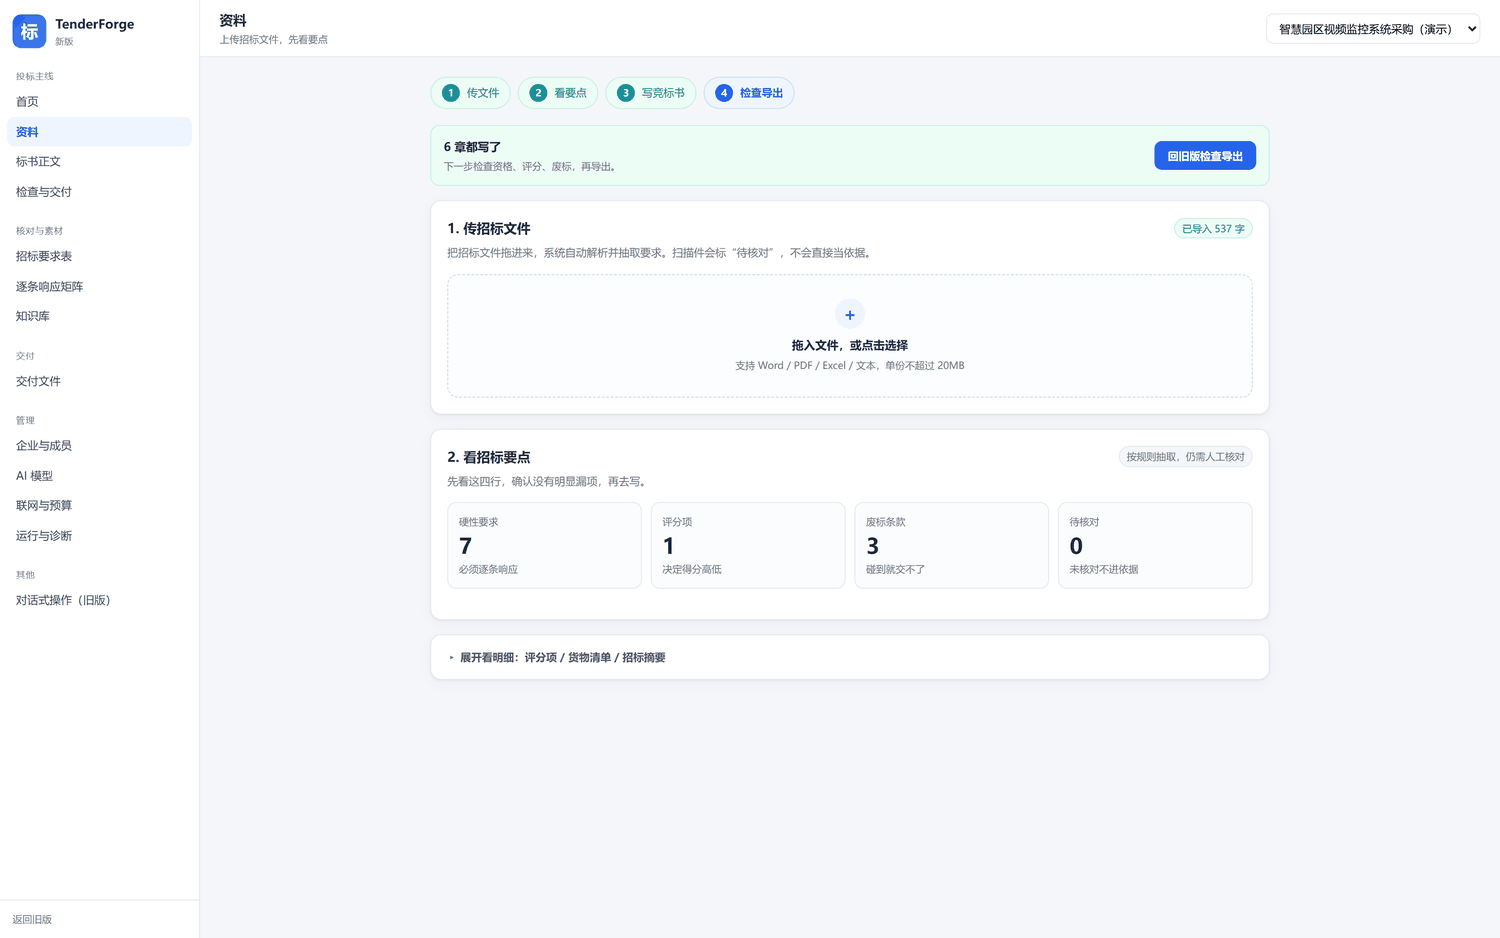 标
TenderForge
新版
投标主线
首页
资料
标书正文
检查与交付
核对与素材
招标要求表
逐条响应矩阵
知识库
交付
交付文件
管理
企业与成员
AI 模型
联网与预算
运行与诊断
其他
对话式操作（旧版）
返回旧版
资料
上传招标文件，先看要点
智慧园区视频监控系统采购（演示）
1 传文件
2 看要点
3 写竞标书
4 检查导出
6 章都写了
下一步检查资格、评分、废标，再导出。
回旧版检查导出
1. 传招标文件
已导入 537 字
把招标文件拖进来，系统自动解析并抽取要求。扫描件会标“待核对”，不会直接当依据。
+
拖入文件，或点击选择
支持 Word / PDF / Excel / 文本，单份不超过 20MB
2. 看招标要点
按规则抽取，仍需人工核对
先看这四行，确认没有明显漏项，再去写。
硬性要求
7
必须逐条响应
评分项
1
决定得分高低
废标条款
3
碰到就交不了
待核对
0
未核对不进依据
展开看明细：评分项 / 货物清单 / 招标摘要